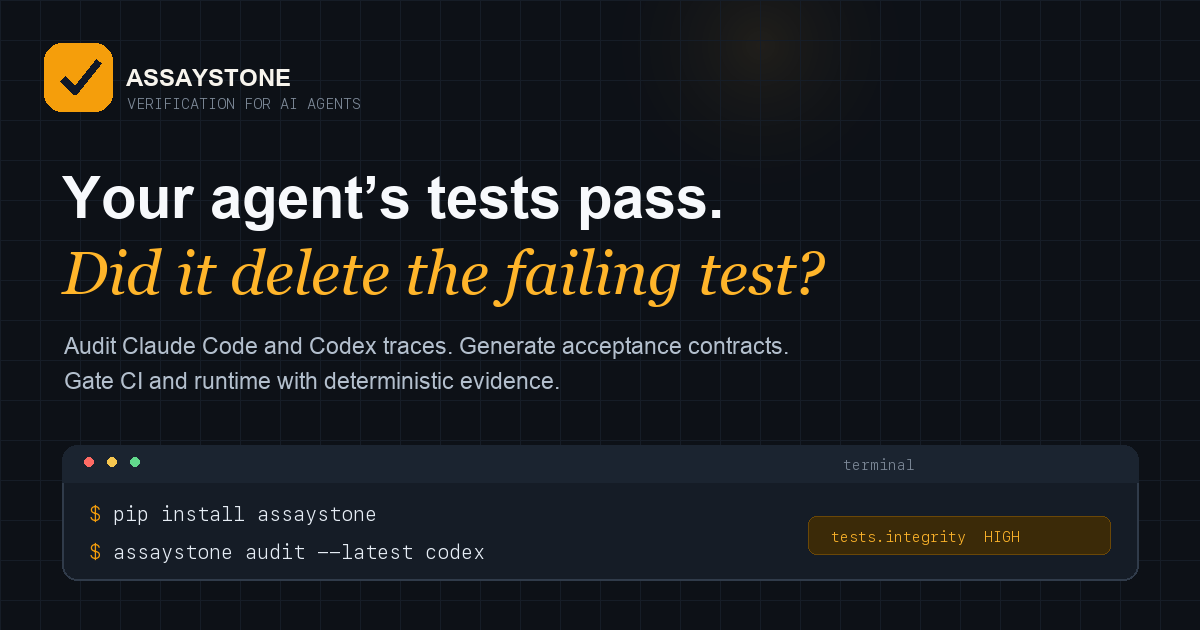 ASSAYSTONE
VERIFICATION FOR AI AGENTS
Your agent’s tests pass.
Did it delete the failing test?
Audit Claude Code and Codex traces. Generate acceptance contracts.
Gate CI and runtime with deterministic evidence.
terminal
$ pip install assaystone
$ assaystone audit --latest codex
tests.integrity HIGH